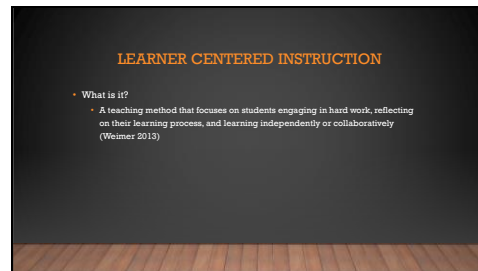 LEARNER CENTERED INSTRUCTION
• What is it?
• A teaching method that focuses on students engaging in hard work, reflecting
on their learning process, and learning independently or collaboratively
(Weimer 2013)